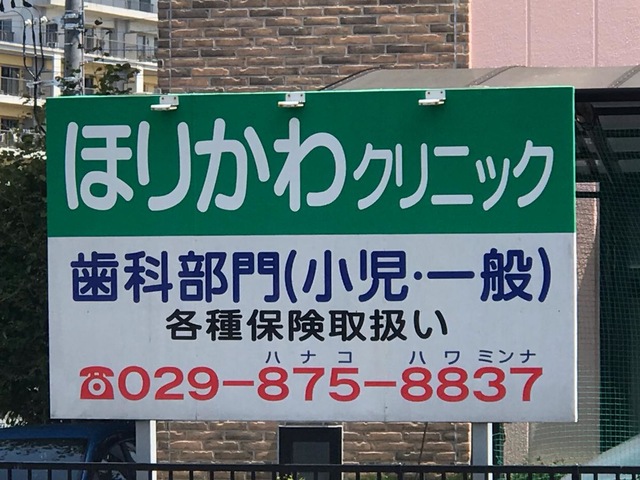 ほりかわクリニック
歯科部門(小児・一般)
各種保険取扱い
ハナコ ハワミンナ
☎029-875-8837